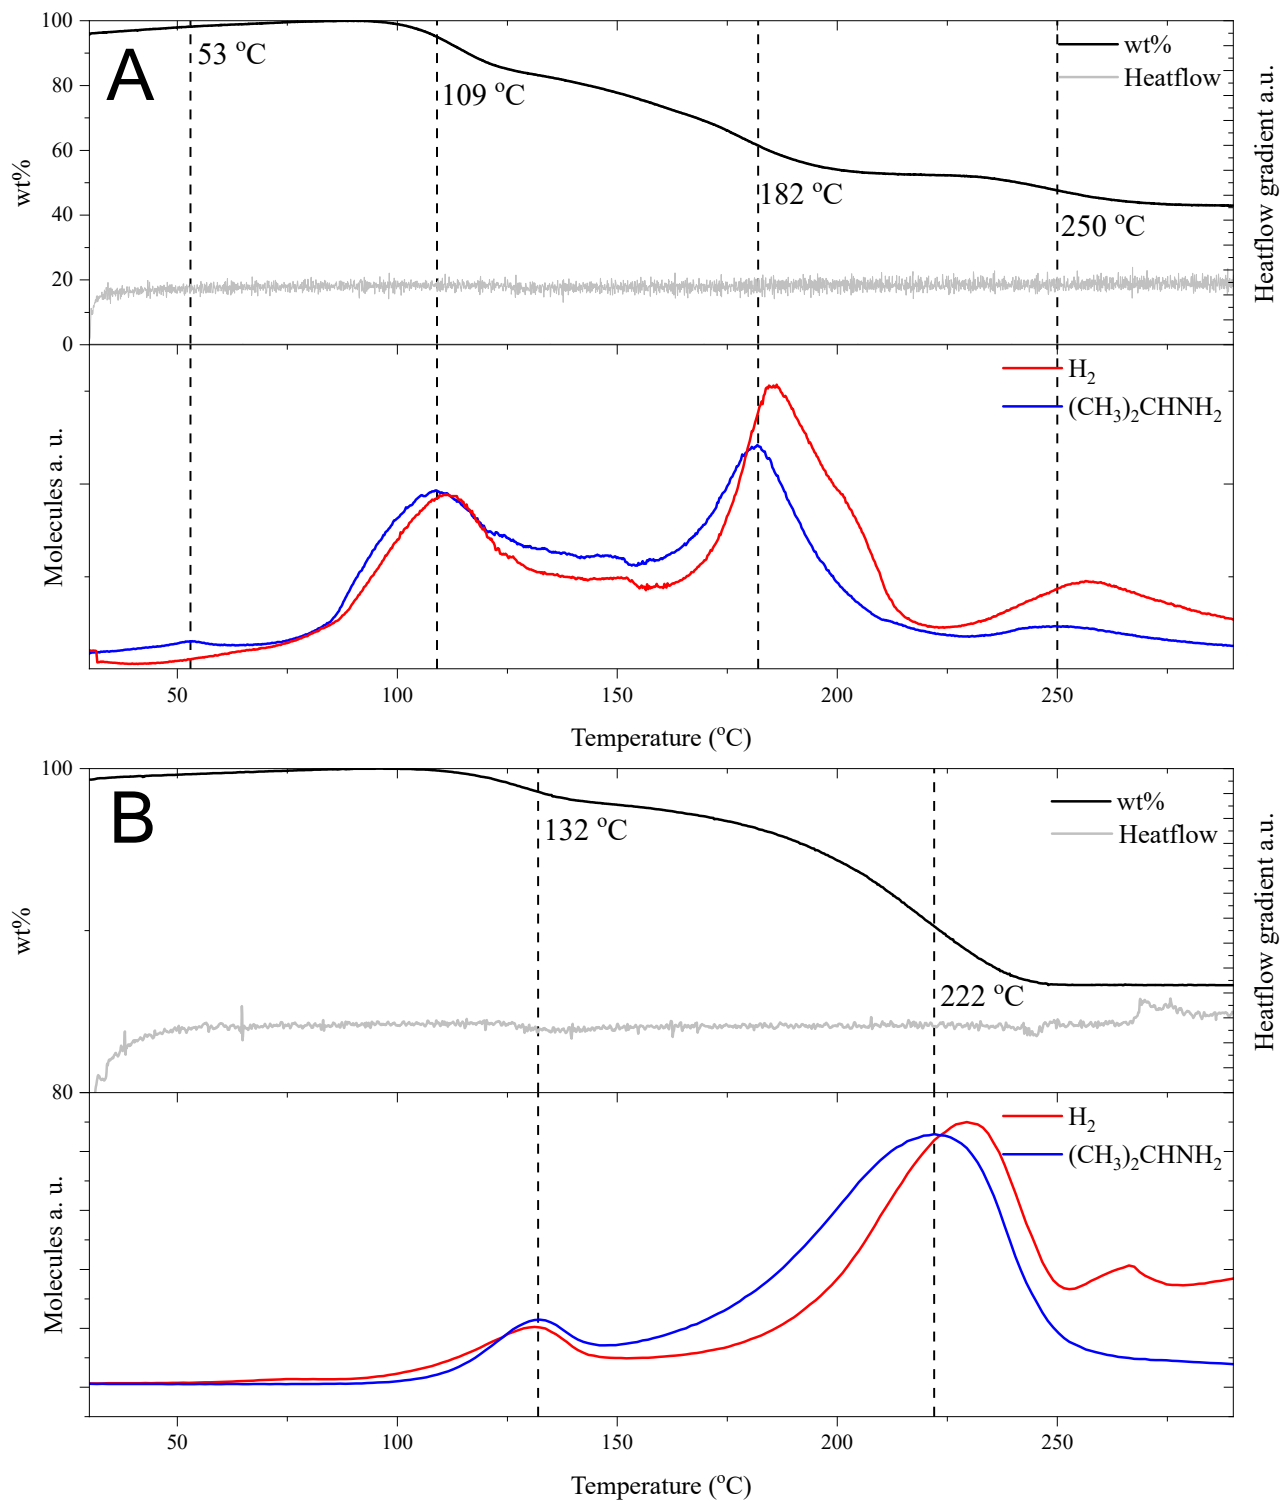 A
100
80
60
40
20
0
wt%
53 °C
109 °C
182 °C
250 °C
wt%
Heatflow
Heatflow gradient a.u.
Molecules a. u.
H₂
(CH₃)₂CHNH₂
50 100 150 200 250
Temperature (°C)
B
100
80
wt%
132 °C
222 °C
wt%
Heatflow
Heatflow gradient a.u.
Molecules a. u.
H₂
(CH₃)₂CHNH₂
50 100 150 200 250
Temperature (°C)